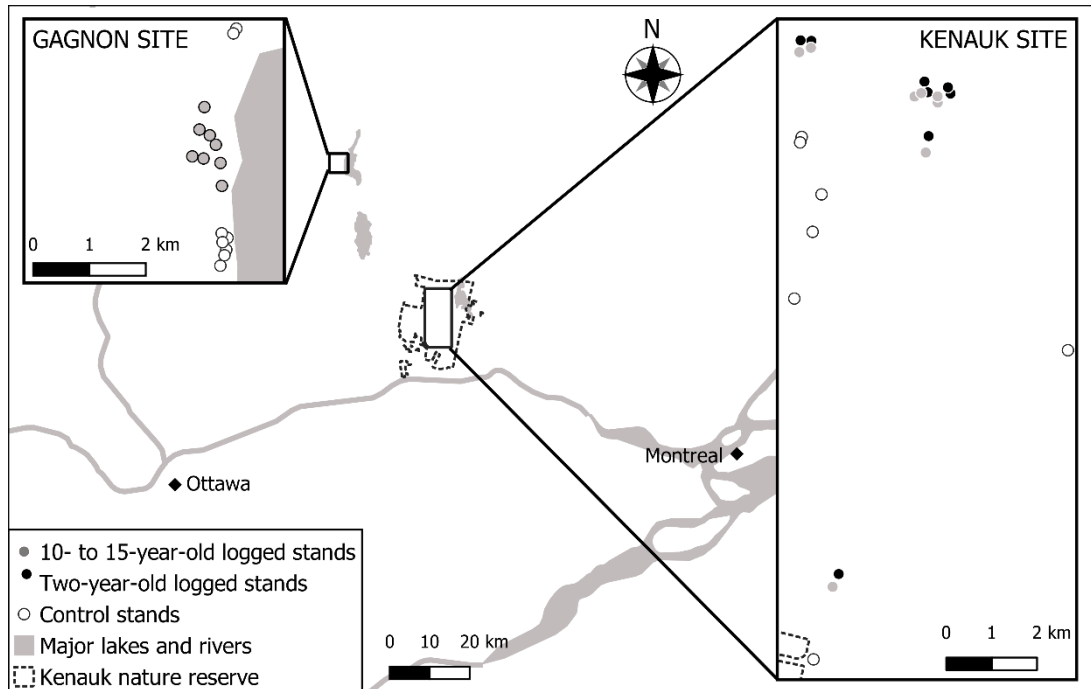 GAGNON SITE
0 1 2 km
N
KENAUK SITE
Montreal
Ottawa
10- to 15-year-old logged stands
Two-year-old logged stands
Control stands
Major lakes and rivers
Kenauk nature reserve
0 10 20 km
0 1 2 km